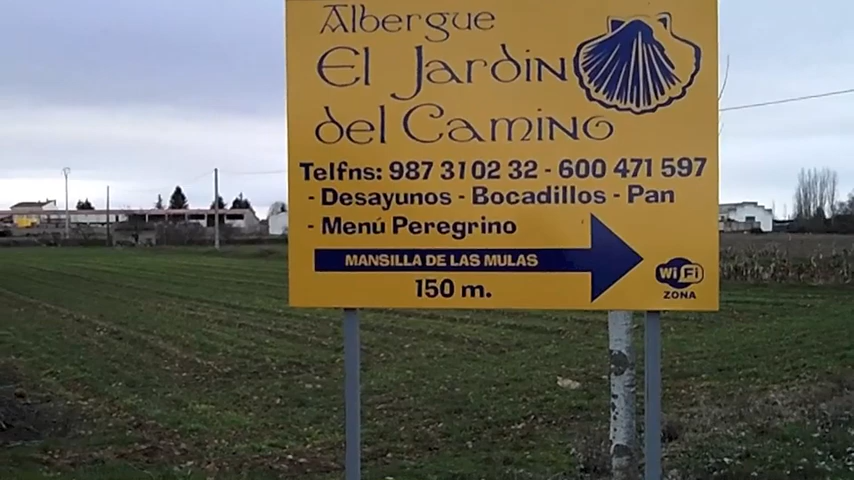 Albergue
El Jardin
del Camino
Telfns: 987 31 02 32 - 600 471 597
- Desayunos - Bocadillos - Pan
- Menú Peregrino
MANSILLA DE LAS MULAS
150 m.
WiFi
ZONA